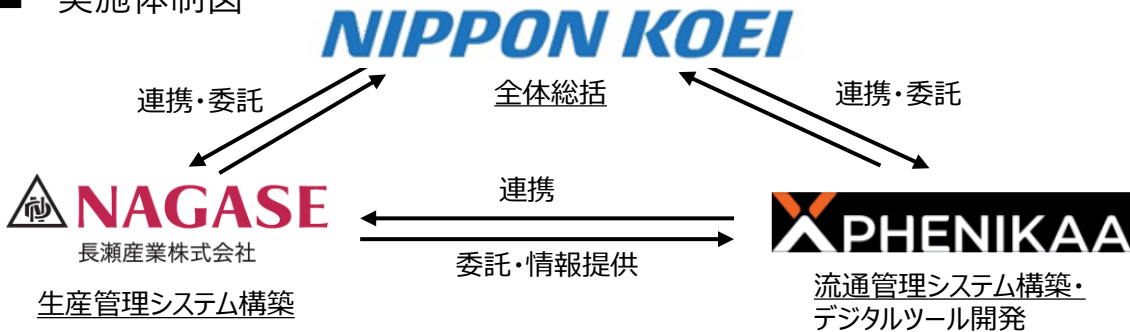 ■ 実施体制図
NIPPON KOEI
全体総括
連携・委託
連携・委託
NAGASE
長瀬産業株式会社
生産管理システム構築
連携
委託・情報提供
PHENIKAA
流通管理システム構築・
デジタルツール開発